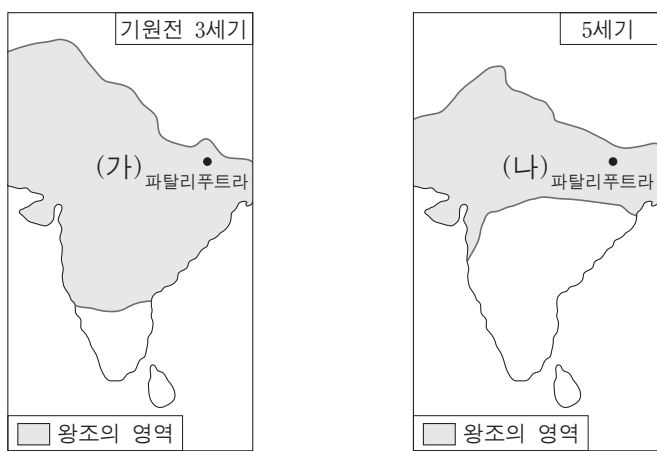 기원전 3세기
(가)
파탈리푸트라
왕조의 영역
5세기
(나)
파탈리푸트라
왕조의 영역